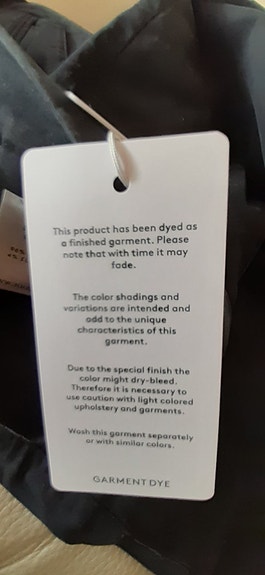 This product has been dyed as
a finished garment. Please
note that with time it may
fade.
The color shadings and
variations are intended and
add to the unique
characteristics of this
garment.
Due to the special finish the
color might dry-bleed.
Therefore it is necessary to
use caution with light colored
upholstery and garments.
Wash this garment separately
or with similar colors.
GARMENT DYE